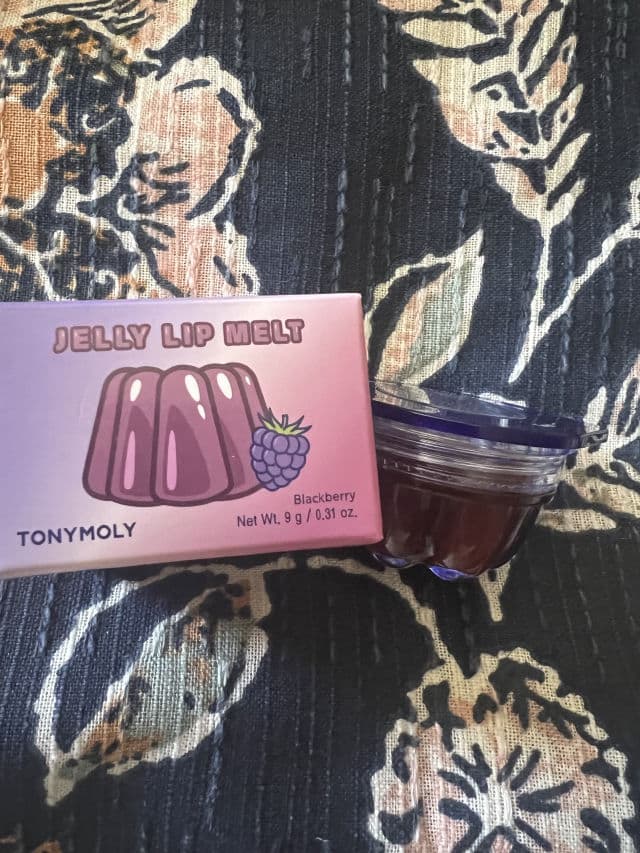 JELLY LIP MELT
Blackberry
Net Wt. 9 g / 0.31 oz.
TONYMOLY